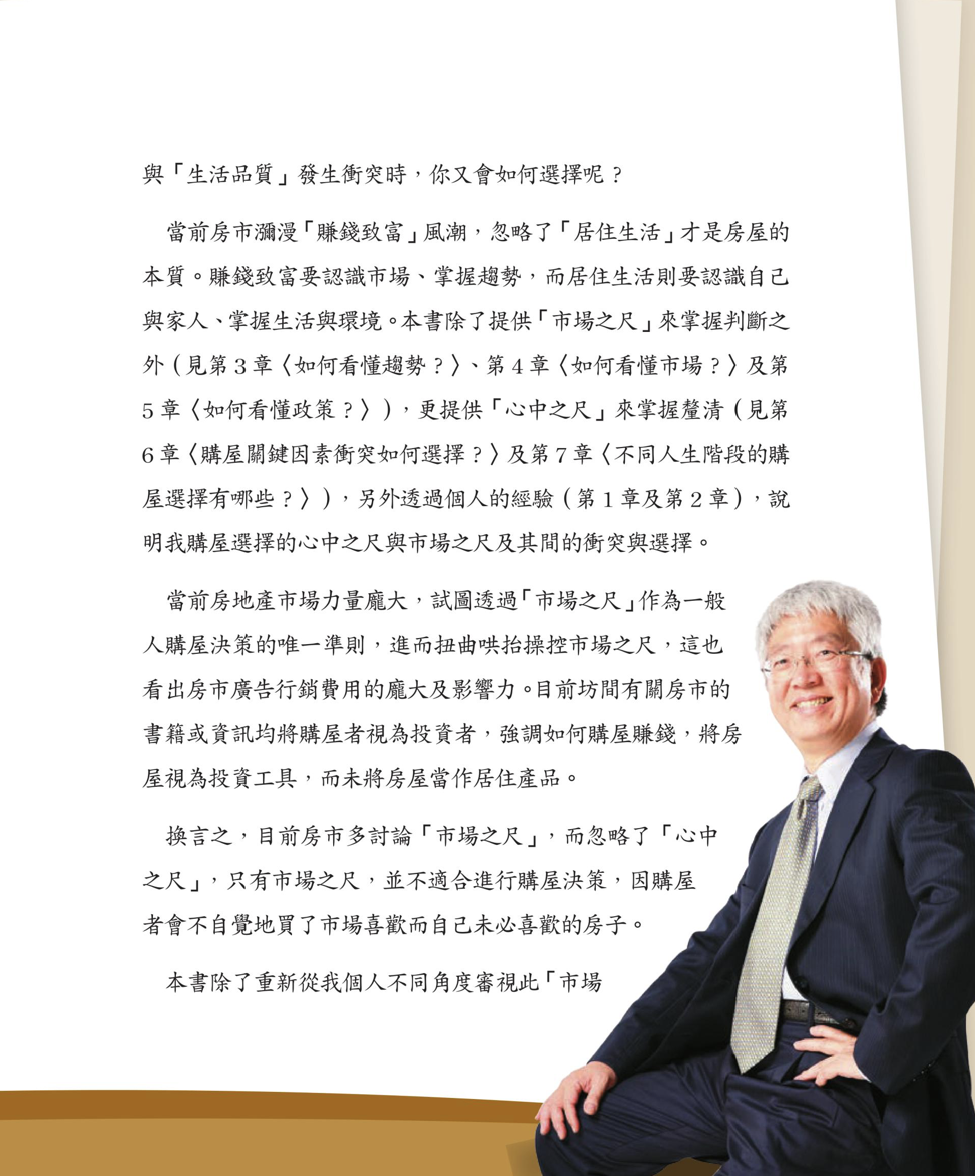 與「生活品質」發生衝突時，你又會如何選擇呢？
當前房市瀰漫「賺錢致富」風潮，忽略了「居住生活」才是房屋的
本質。賺錢致富要認識市場、掌握趨勢，而居住生活則要認識自己
與家人、掌握生活與環境。本書除了提供「市場之尺」來掌握判斷之
外（見第3章〈如何看懂趨勢？〉、第4章〈如何看懂市場？〉及第
5章〈如何看懂政策？〉），更提供「心中之尺」來掌握釐清（見第
6章〈購屋關鍵因素衝突如何選擇？〉及第7章〈不同人生階段的購
屋選擇有哪些？〉），另外透過個人的經驗（第1章及第2章），說
明我購屋選擇的心中之尺與市場之尺及其間的衝突與選擇。
當前房地產市場力量龐大，試圖透過「市場之尺」作為一般
人購屋決策的唯一準則，進而扭曲哄抬操控市場之尺，這也
看出房市廣告行銷費用的龐大及影響力。目前坊間有關房市的
書籍或資訊均將購屋者視為投資者，強調如何購屋賺錢，將房
屋視為投資工具，而未將房屋當作居住產品。
換言之，目前房市多討論「市場之尺」，而忽略了「心中
之尺」，只有市場之尺，並不適合進行購屋決策，因購屋
者會不自覺地買了市場喜歡而自己未必喜歡的房子。
本書除了重新從我個人不同角度審視此「市場